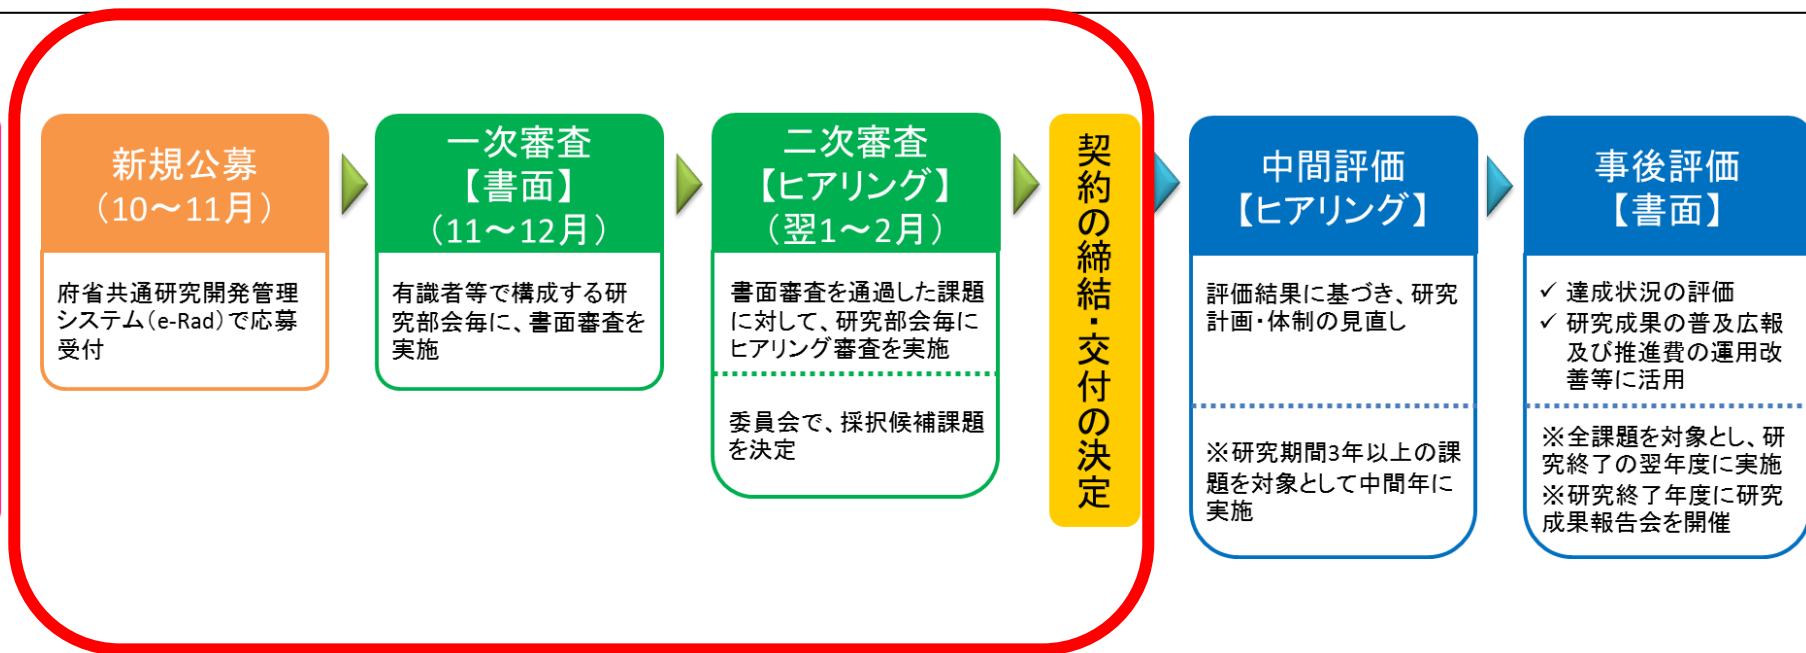 新規公募
（10～11月）
府省共通研究開発管理
システム（e-Rad）で応募
受付
一次審査
【書面】
（11～12月）
有識者等で構成する研
究部会毎に、書面審査を
実施
二次審査
【ヒアリング】
（翌1～2月）
書面審査を通過した課題
に対して、研究部会毎に
ヒアリング審査を実施
委員会で、採択候補課題
を決定
契約の締結・交付の決定
中間評価
【ヒアリング】
評価結果に基づき、研究
計画・体制の見直し
※研究期間3年以上の課
題を対象として中間年に
実施
事後評価
【書面】
✓ 達成状況の評価
✓ 研究成果の普及広報
及び推進費の運用改
善等に活用
※全課題を対象とし、研
究終了の翌年度に実施
※研究終了年度に研究
成果報告会を開催